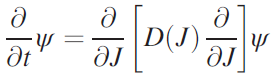 ∂/∂t ψ = ∂/∂J [ D(J) ∂/∂J ] ψ